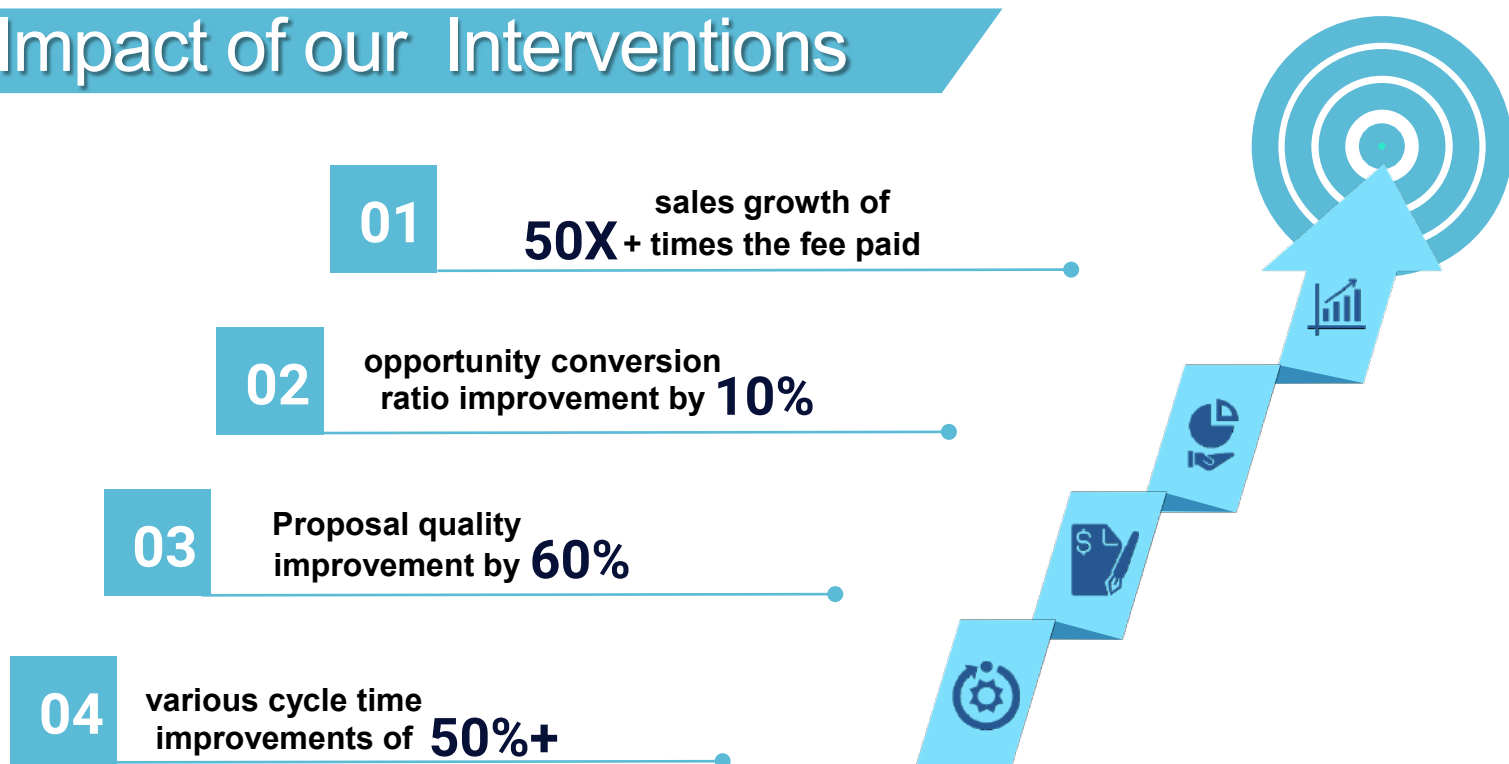 Impact of our Interventions
01
sales growth of
50X + times the fee paid
02
opportunity conversion
ratio improvement by 10%
03
Proposal quality
improvement by 60%
$
04
various cycle time
improvements of 50%+